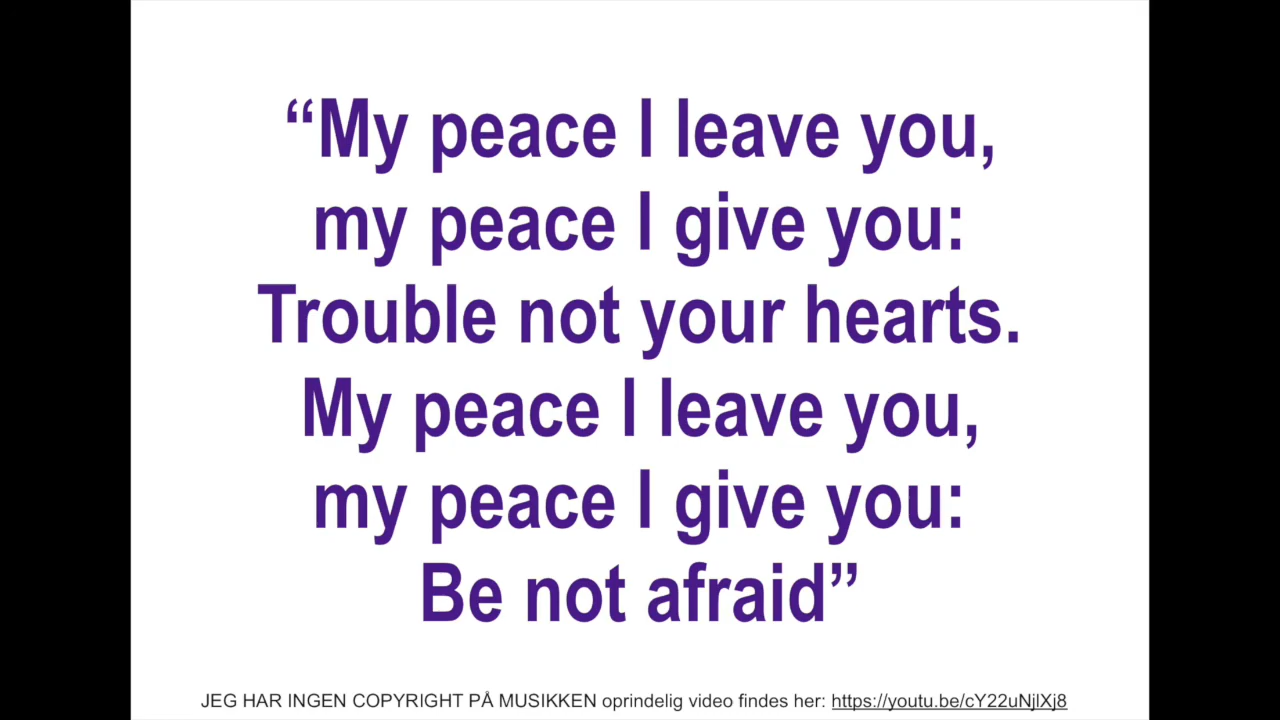 “My peace I leave you,
my peace I give you:
Trouble not your hearts.
My peace I leave you,
my peace I give you:
Be not afraid”
JEG HAR INGEN COPYRIGHT PÅ MUSIKKEN oprindelig video findes her: https://youtu.be/cY22uNjlXj8